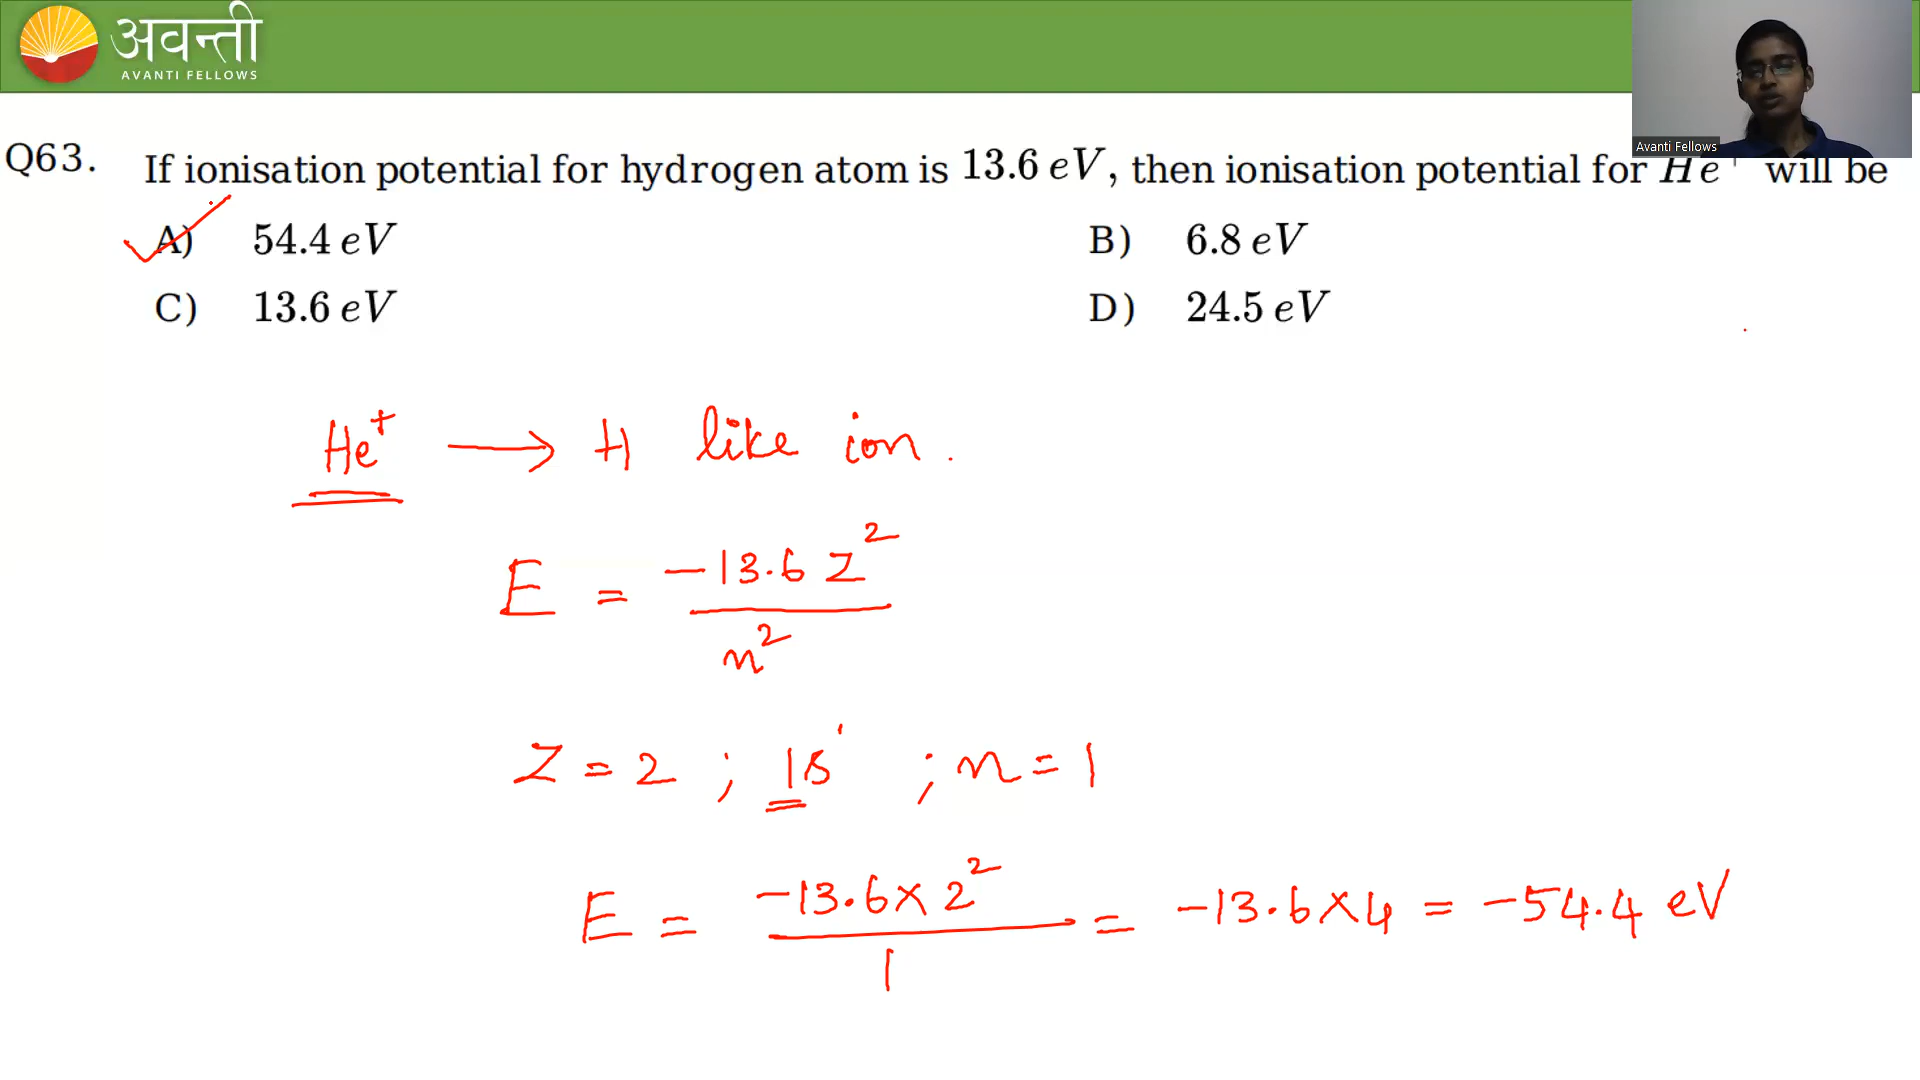 अवन्ती
AVANTI FELLOWS
Avanti Fellows
Q63. If ionisation potential for hydrogen atom is 13.6 eV, then ionisation potential for He⁺ will be
A) 54.4 eV B) 6.8 eV
C) 13.6 eV D) 24.5 eV
He⁺ → H like ion.
E = -13.6 Z² / n²
Z = 2 ; 1s¹ ; n = 1
E = -13.6 × 2² / 1 = -13.6 × 4 = -54.4 eV